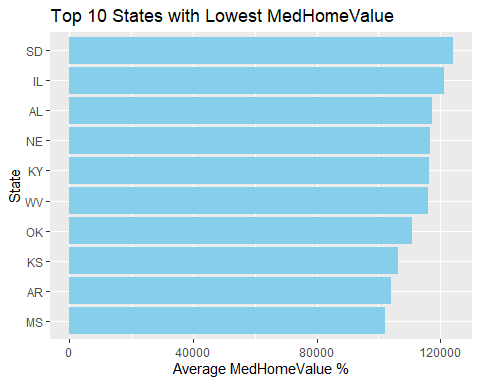 Top 10 States with Lowest MedHomeValue
SD
IL
AL
NE
KY
WV
OK
KS
AR
MS
State
0 40000 80000 120000
Average MedHomeValue %